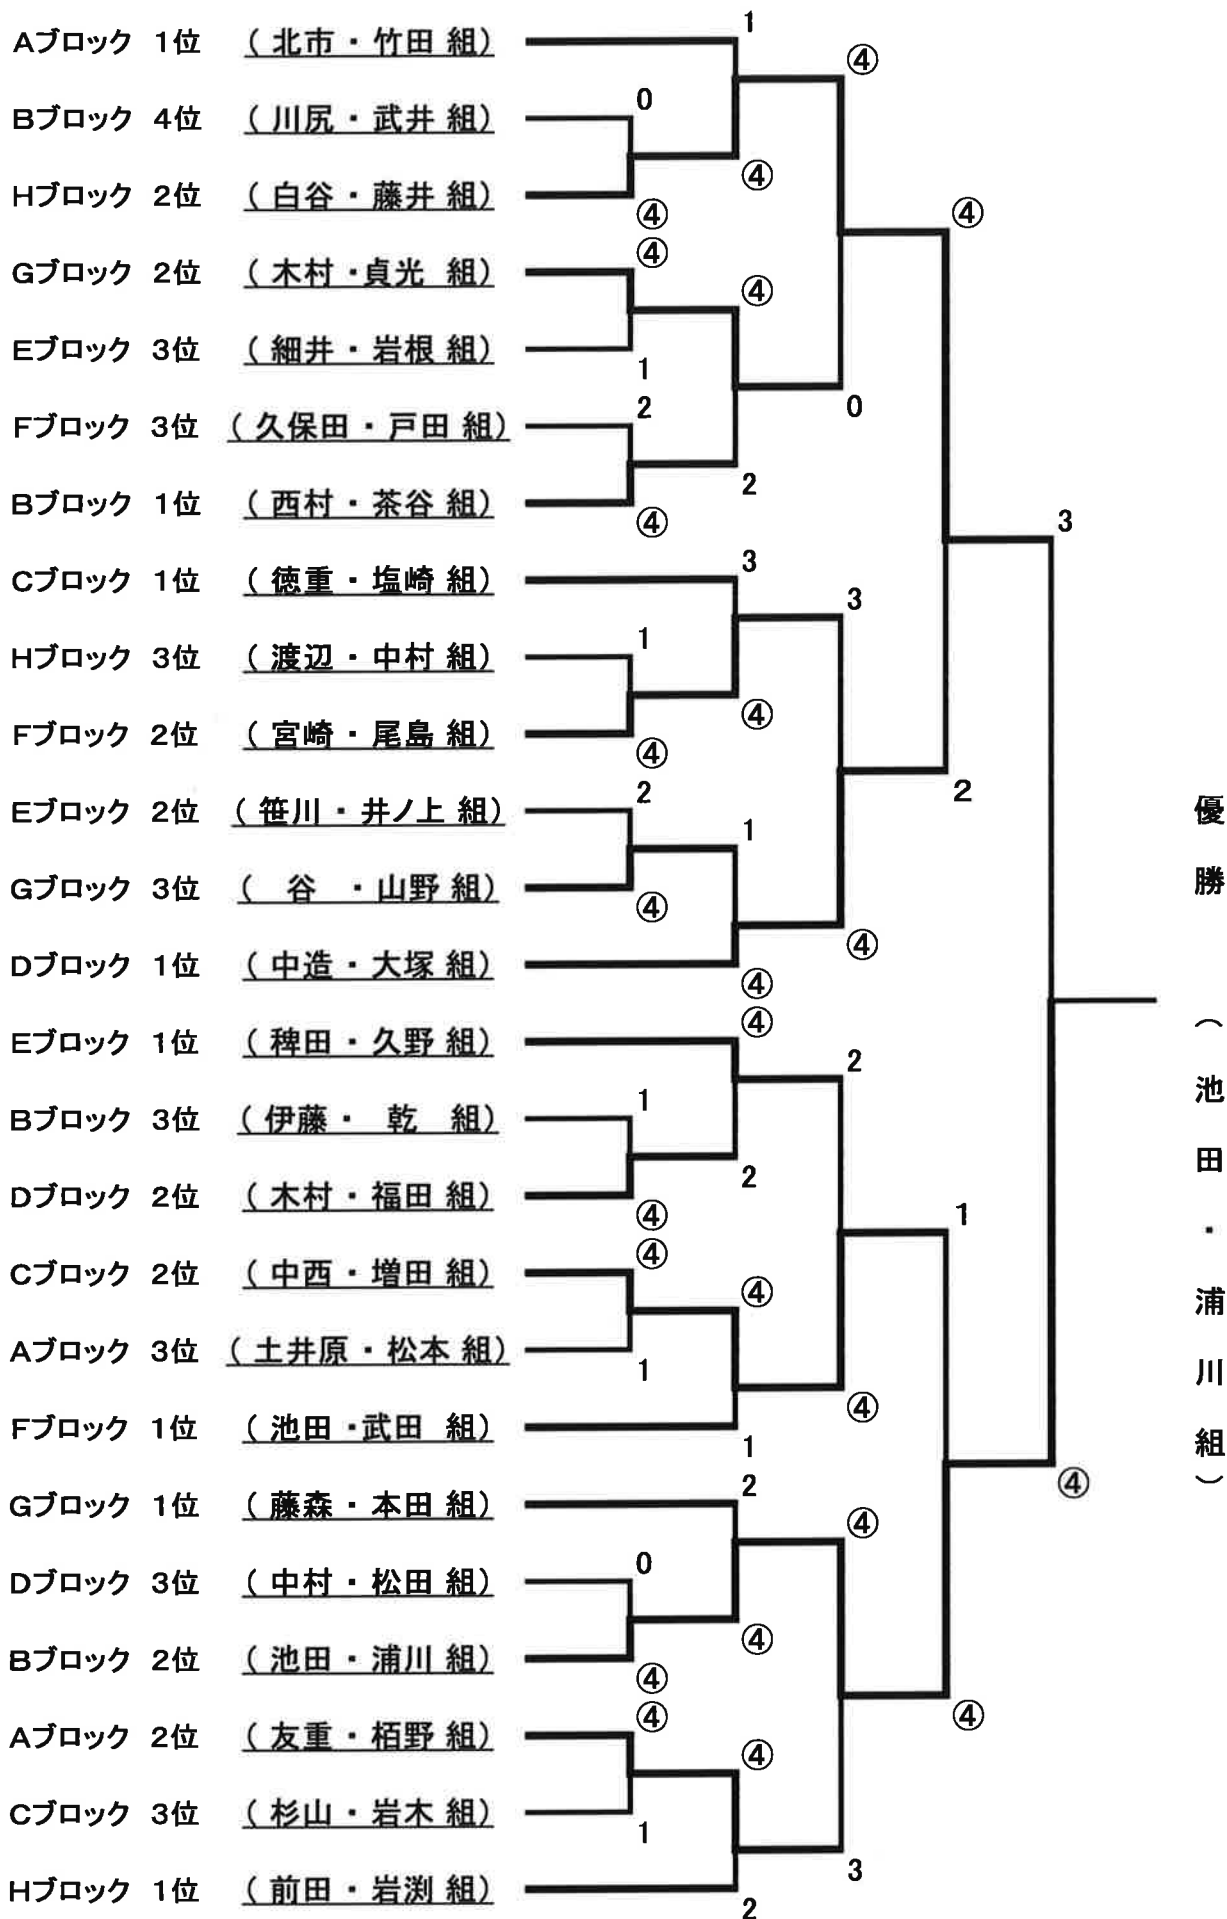 Aブロック 1位 (北市・竹田 組)
1
④
Bブロック 4位 (川尻・武井 組)
0
Hブロック 2位 (白谷・藤井 組)
④
④
④
Gブロック 2位 (木村・貞光 組)
④
④
Eブロック 3位 (細井・岩根 組)
1
0
Fブロック 3位 (久保田・戸田 組)
2
2
Bブロック 1位 (西村・茶谷 組)
④
3
Cブロック 1位 (徳重・塩崎 組)
3
3
Hブロック 3位 (渡辺・中村 組)
1
Fブロック 2位 (宮崎・尾島 組)
④
④
2
Eブロック 2位 (笹川・井ノ上 組)
2
1
Gブロック 3位 (谷 ・山野 組)
④
④
Dブロック 1位 (中造・大塚 組)
④
④
Eブロック 1位 (稗田・久野 組)
2
Bブロック 3位 (伊藤・ 乾 組)
1
2
Dブロック 2位 (木村・福田 組)
④
1
Cブロック 2位 (中西・増田 組)
④
④
Aブロック 3位 (土井原・松本 組)
1
④
Fブロック 1位 (池田・武田 組)
1
④
Gブロック 1位 (藤森・本田 組)
2
④
Dブロック 3位 (中村・松田 組)
0
④
Bブロック 2位 (池田・浦川 組)
④
④
Aブロック 2位 (友重・栢野 組)
④
④
Cブロック 3位 (杉山・岩木 組)
1
3
Hブロック 1位 (前田・岩渕 組)
2
優勝 (池田・浦川組)